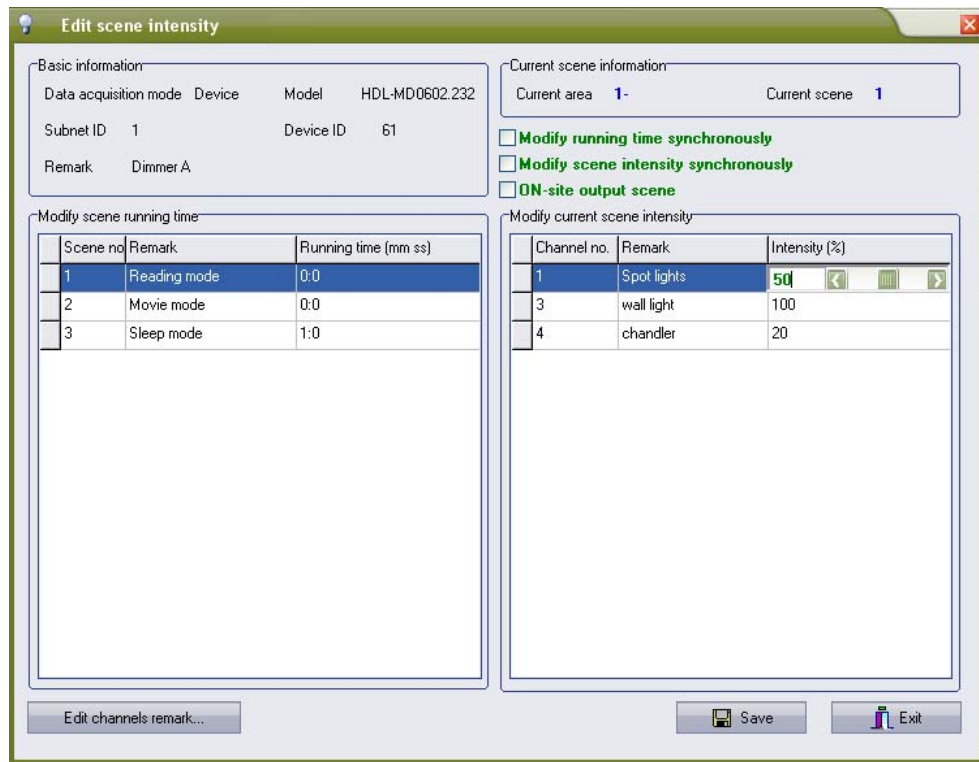 Edit scene intensity
Basic information
Data acquisition mode Device Model HDL-MD0602.232
Subnet ID 1 Device ID 61
Remark Dimmer A
Current scene information
Current area 1- Current scene 1
Modify running time synchronously
Modify scene intensity synchronously
ON-site output scene
Modify scene running time
Scene no Remark Running time (mm ss)
1 Reading mode 0:0
2 Movie mode 0:0
3 Sleep mode 1:0
Modify current scene intensity
Channel no. Remark Intensity (%)
1 Spot lights 50
3 wall light 100
4 chandler 20
Edit channels remark...
Save
Exit